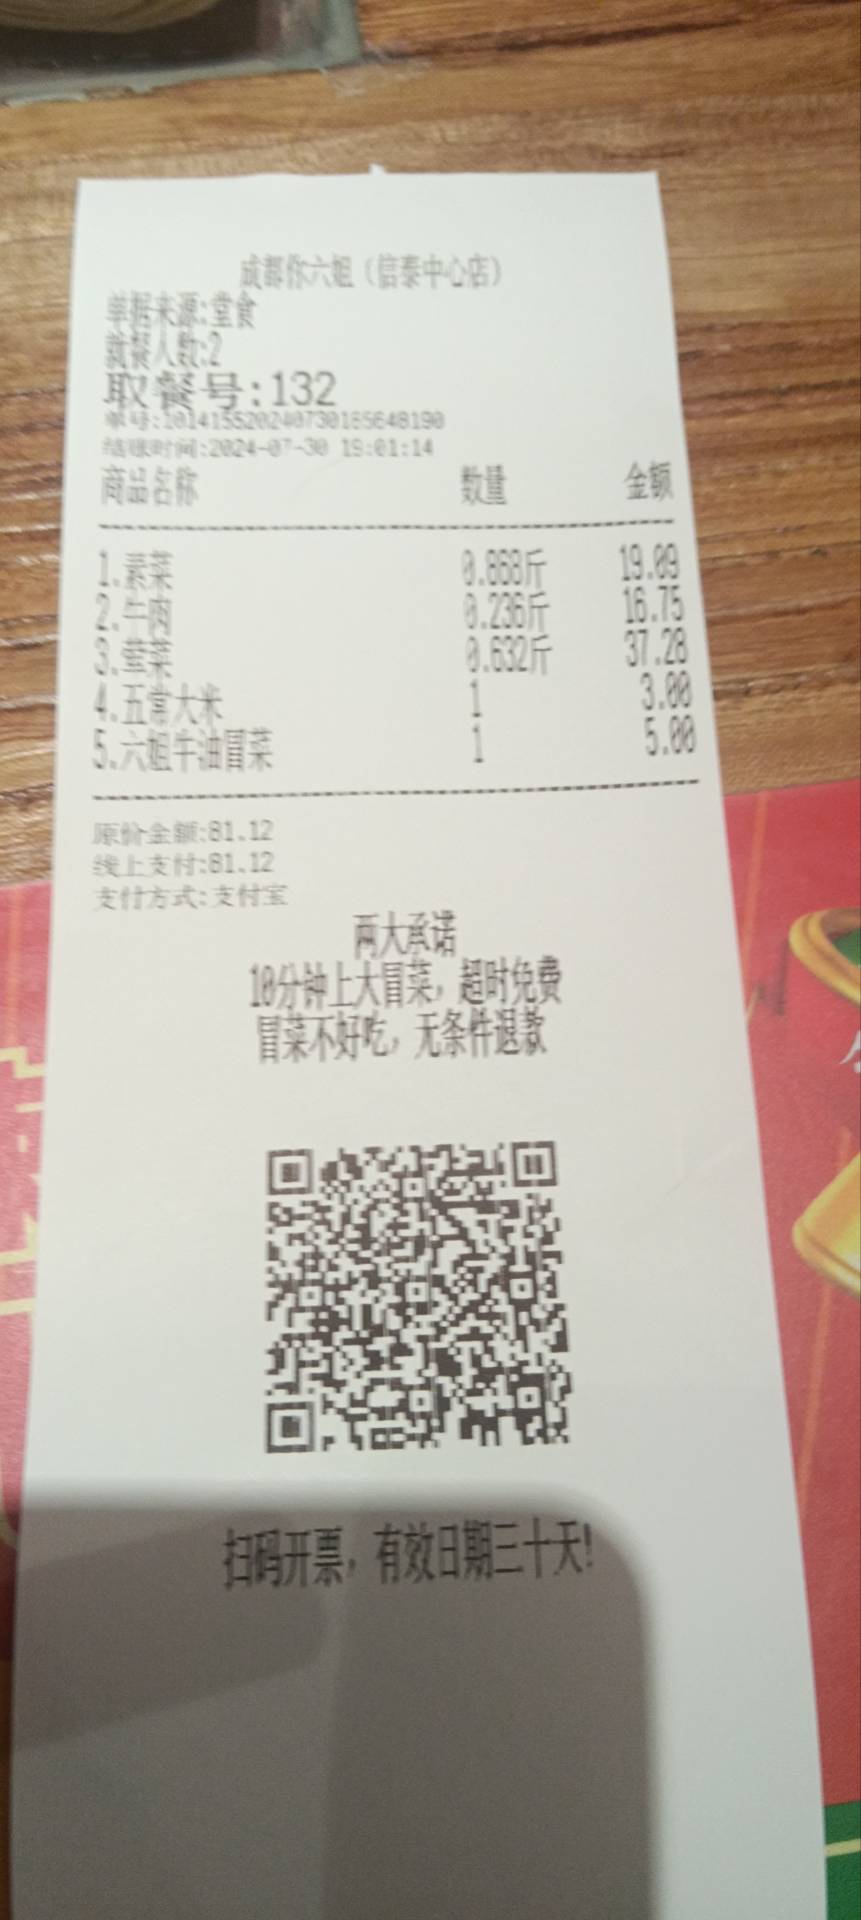 成都你六姐（信泰中心店）
单据来源:堂食
就餐人数:2
取餐号:132
单号:101415520240730185648190
结账时间:2024-07-30 19:01:14
商品名称 数量 金额
1.素菜 0.868斤 19.09
2.牛肉 0.236斤 16.75
3.荤菜 0.632斤 37.28
4.五常大米 1 3.00
5.六姐牛油冒菜 1 5.00
原价金额:81.12
线上支付:81.12
支付方式:支付宝
两大承诺
10分钟上大冒菜，超时免费
冒菜不好吃，无条件退款
扫码开票，有效日期三十天!